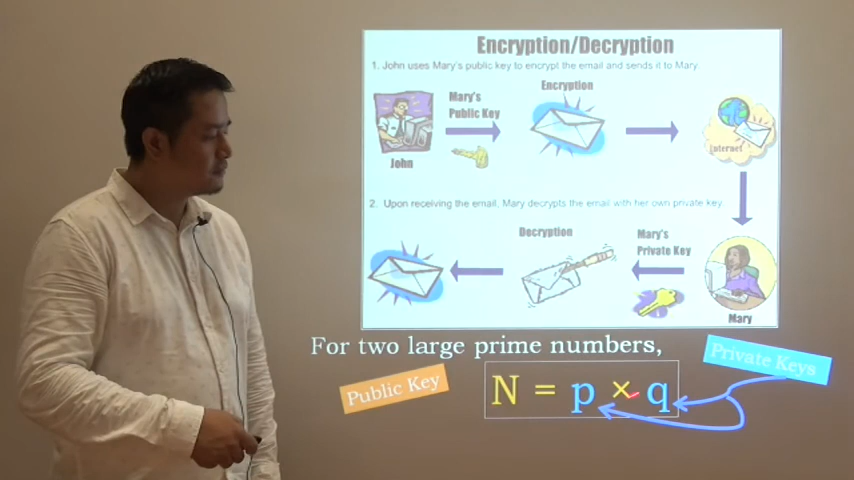 Encryption/Decryption
1. John uses Mary's public key to encrypt the email and sends it to Mary.
Encryption
Mary's
Public Key
Internet
John
2. Upon receiving the email, Mary decrypts the email with her own private key.
Decryption
Mary's
Private Key
Mary
For two large prime numbers,
Private Keys
Public Key
N = p × q